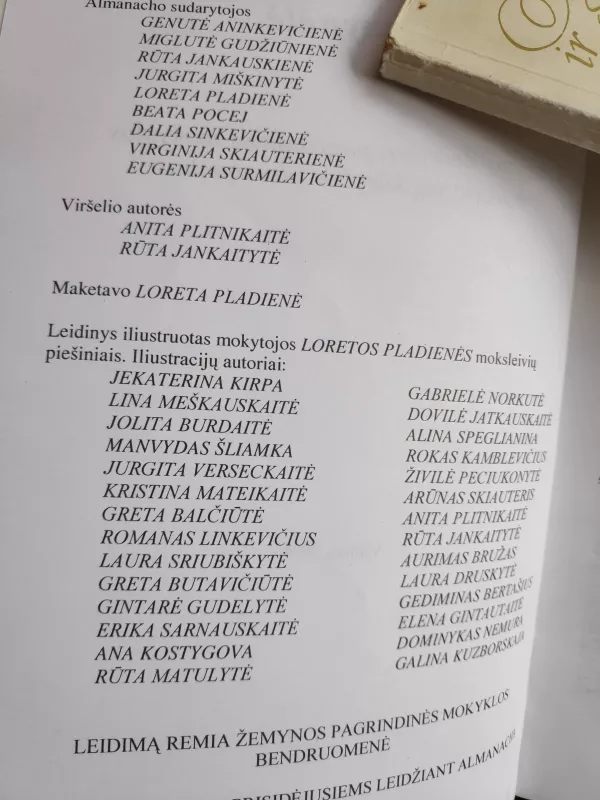 Almanacho sudarytojos
GENUTĖ ANINKEVIČIENĖ
MIGLUTĖ GUDŽIŪNIENĖ
RŪTA JANKAUSKIENĖ
JURGITA MIŠKINYTĖ
LORETA PLADIENĖ
BEATA POCEJ
DALIA SINKEVIČIENĖ
VIRGINIJA SKIAUTERIENĖ
EUGENIJA SURMILAVIČIENĖ
Viršelio autorės
ANITA PLITNIKAITĖ
RŪTA JANKAITYTĖ
Maketavo LORETA PLADIENĖ
Leidinys iliustruotas mokytojos LORETOS PLADIENĖS moksleivių
piešiniais. Iliustracijų autoriai:
JEKATERINA KIRPA
LINA MEŠKAUSKAITĖ
JOLITA BURDAITĖ
MANVYDAS ŠLIAMKA
JURGITA VERSECKAITĖ
KRISTINA MATEIKAITĖ
GRETA BALČIŪTĖ
ROMANAS LINKEVIČIUS
LAURA SRIUBIŠKYTĖ
GRETA BUTAVIČIŪTĖ
GINTARĖ GUDELYTĖ
ERIKA SARNAUSKAITĖ
ANA KOSTYGOVA
RŪTA MATULYTĖ
GABRIELĖ NORKUTĖ
DOVILĖ JATKAUSKAITĖ
ALINA SPEGLIANINA
ROKAS KAMBLEVIČIUS
ŽIVILĖ PECIUKONYTĖ
ARŪNAS SKIAUTERIS
ANITA PLITNIKAITĖ
RŪTA JANKAITYTĖ
AURIMAS BRUŽAS
LAURA DRUSKYTĖ
GEDIMINAS BERTAŠIUS
ELENA GINTAUTAITĖ
DOMINYKAS NEMURA
GALINA KUZBORSKAJA
LEIDIMĄ REMIA ŽEMYNOS PAGRINDINĖS MOKYKLOS
BENDRUOMENĖ
LEIDŽIANT
ir